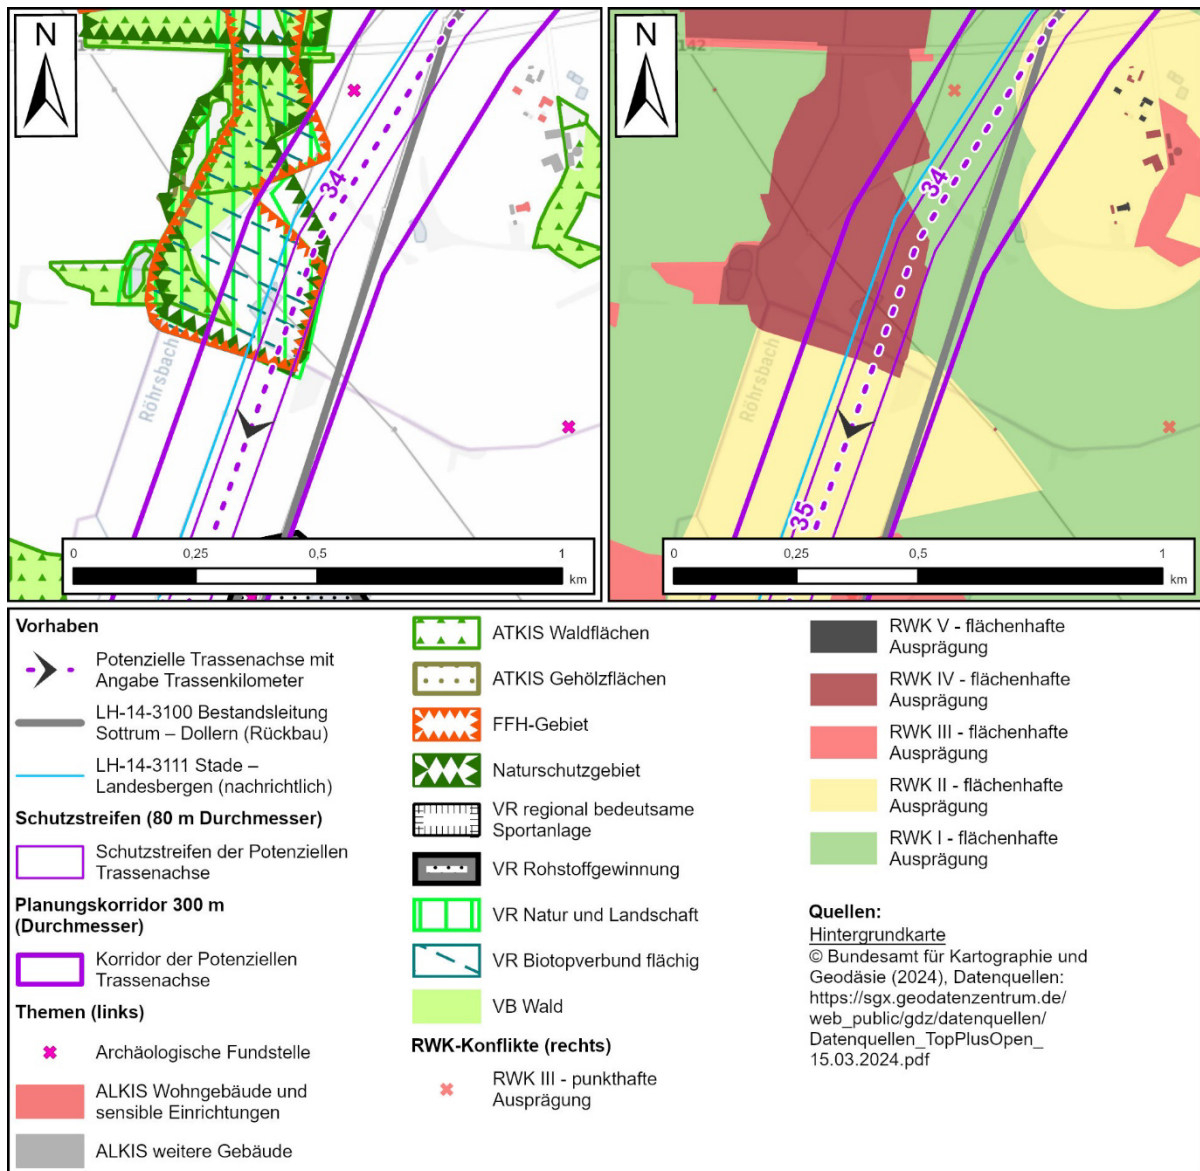 N
142
34
Röhrsbach
0
0,25
0,5
1
km
N
142
34
Röhrsbach
35
0
0,25
0,5
1
km
Vorhaben
Potenzielle Trassenachse mit
Angabe Trassenkilometer
LH-14-3100 Bestandsleitung
Sottrum – Dollern (Rückbau)
LH-14-3111 Stade –
Landesbergen (nachrichtlich)
Schutzstreifen (80 m Durchmesser)
Schutzstreifen der Potenziellen
Trassenachse
Planungskorridor 300 m
(Durchmesser)
Korridor der Potenziellen
Trassenachse
Themen (links)
Archäologische Fundstelle
ALKIS Wohngebäude und
sensible Einrichtungen
ALKIS weitere Gebäude
ATKIS Waldflächen
ATKIS Gehölzflächen
FFH-Gebiet
Naturschutzgebiet
VR regional bedeutsame
Sportanlage
VR Rohstoffgewinnung
VR Natur und Landschaft
VR Biotopverbund flächig
VB Wald
RWK-Konflikte (rechts)
RWK III - punkthafte
Ausprägung
RWK V - flächenhafte
Ausprägung
RWK IV - flächenhafte
Ausprägung
RWK III - flächenhafte
Ausprägung
RWK II - flächenhafte
Ausprägung
RWK I - flächenhafte
Ausprägung
Quellen:
Hintergrundkarte
© Bundesamt für Kartographie und
Geodäsie (2024), Datenquellen:
https://sgx.geodatenzentrum.de/
web_public/gdz/datenquellen/
Datenquellen_TopPlusOpen_
15.03.2024.pdf